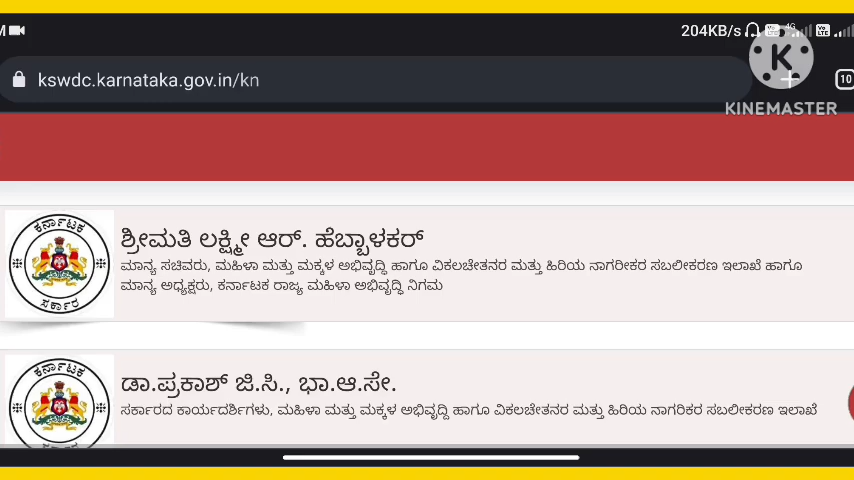 M
204KB/s
4G
kswdc.karnataka.gov.in/kn
10
K
KINEMASTER
ಕರ್ನಾಟಕ
ಸರ್ಕಾರ
ಶ್ರೀಮತಿ ಲಕ್ಷ್ಮೀ ಆರ್. ಹೆಬ್ಬಾಳಕರ್
ಮಾನ್ಯ ಸಚಿವರು, ಮಹಿಳಾ ಮತ್ತು ಮಕ್ಕಳ ಅಭಿವೃದ್ಧಿ ಹಾಗೂ ವಿಕಲಚೇತನರ ಮತ್ತು ಹಿರಿಯ ನಾಗರೀಕರ ಸಬಲೀಕರಣ ಇಲಾಖೆ ಹಾಗೂ
ಮಾನ್ಯ ಅಧ್ಯಕ್ಷರು, ಕರ್ನಾಟಕ ರಾಜ್ಯ ಮಹಿಳಾ ಅಭಿವೃದ್ಧಿ ನಿಗಮ
ಕರ್ನಾಟಕ
ಡಾ.ಪ್ರಕಾಶ್ ಜಿ.ಸಿ., ಭಾ.ಆ.ಸೇ.
ಸರ್ಕಾರದ ಕಾರ್ಯದರ್ಶಿಗಳು, ಮಹಿಳಾ ಮತ್ತು ಮಕ್ಕಳ ಅಭಿವೃದ್ದಿ ಹಾಗೂ ವಿಕಲಚೇತನರ ಮತ್ತು ಹಿರಿಯ ನಾಗರಿಕರ ಸಬಲೀಕರಣ ಇಲಾಖೆ